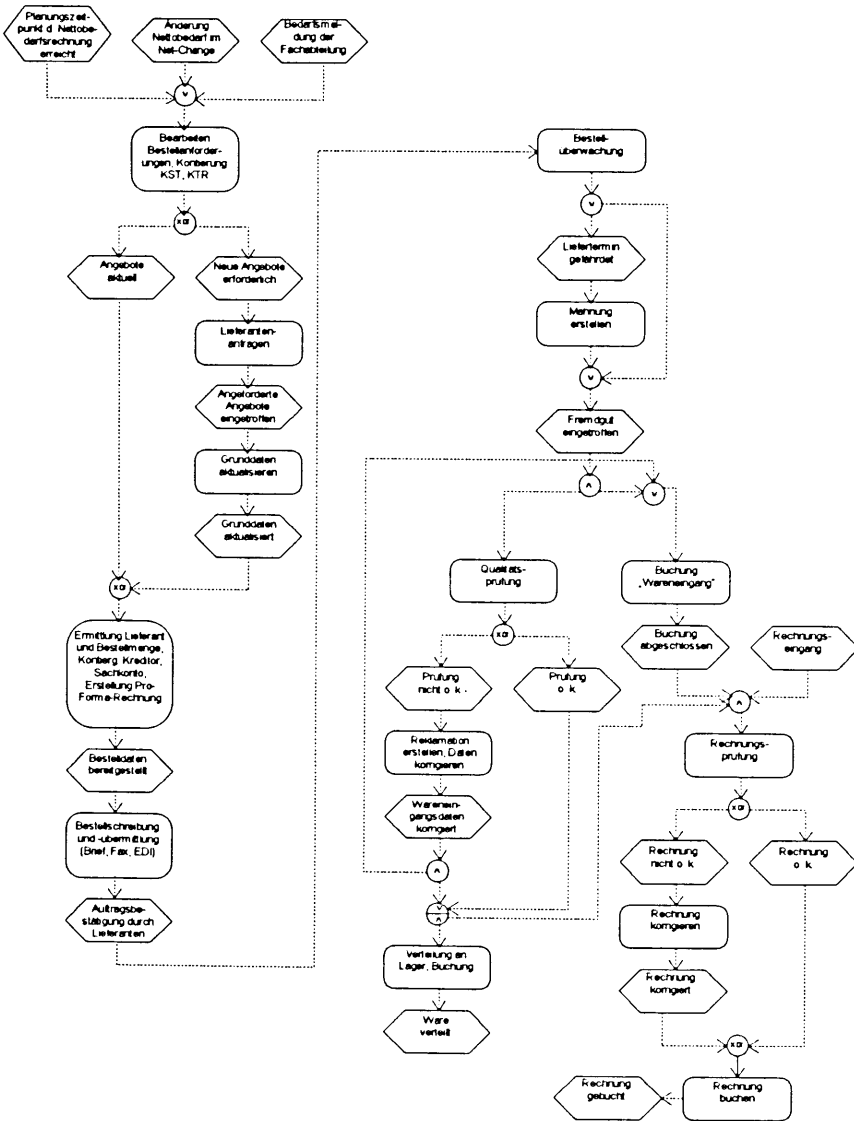 Planungszeit-
punkt d. Nettobe-
darfsrechnung
erreicht
Änderung
Nettobedarf im
Net-Change
Bedarfsmel-
dung der
Fachabteilung
v
Bearbeiten
Bestellanforder-
ungen, Kontierung
KST, KTR
xor
Angebote
aktuell
Neue Angebote
erforderlich
Lieferanten-
anfragen
Angeforderte
Angebote
eingetroffen
Grunddaten
aktualisieren
Grunddaten
aktualisiert
xor
Ermittlung Lieferant
und Bestellmenge,
Kontierg. Kreditor,
Sachkonto,
Erstellung Pro-
Forma-Rechnung
Bestelldaten
bereitgestellt
Bestellschreibung
und -übermittlung
(Brief, Fax, EDI)
Auftragsbe-
stätigung durch
Lieferanten
Bestell-
überwachung
v
Liefertermin
gefährdet
Mahnung
erstellen
v
Fremdgut
eingetroffen
^
v
Qualitäts-
prüfung
xor
Prüfung
nicht o.k.
Prüfung
o.k.
Reklamation
erstellen, Daten
korrigieren
Warenein-
gangsdaten
korrigiert
^
v
^
Verteilung an
Lager, Buchung
Ware
verteilt
Buchung
„Wareneingang“
Buchung
abgeschlossen
Rechnungs-
eingang
^
Rechnungs-
prüfung
xor
Rechnung
nicht o.k.
Rechnung
o.k.
Rechnung
korrigieren
Rechnung
korrigiert
xor
Rechnung
buchen
Rechnung
gebucht